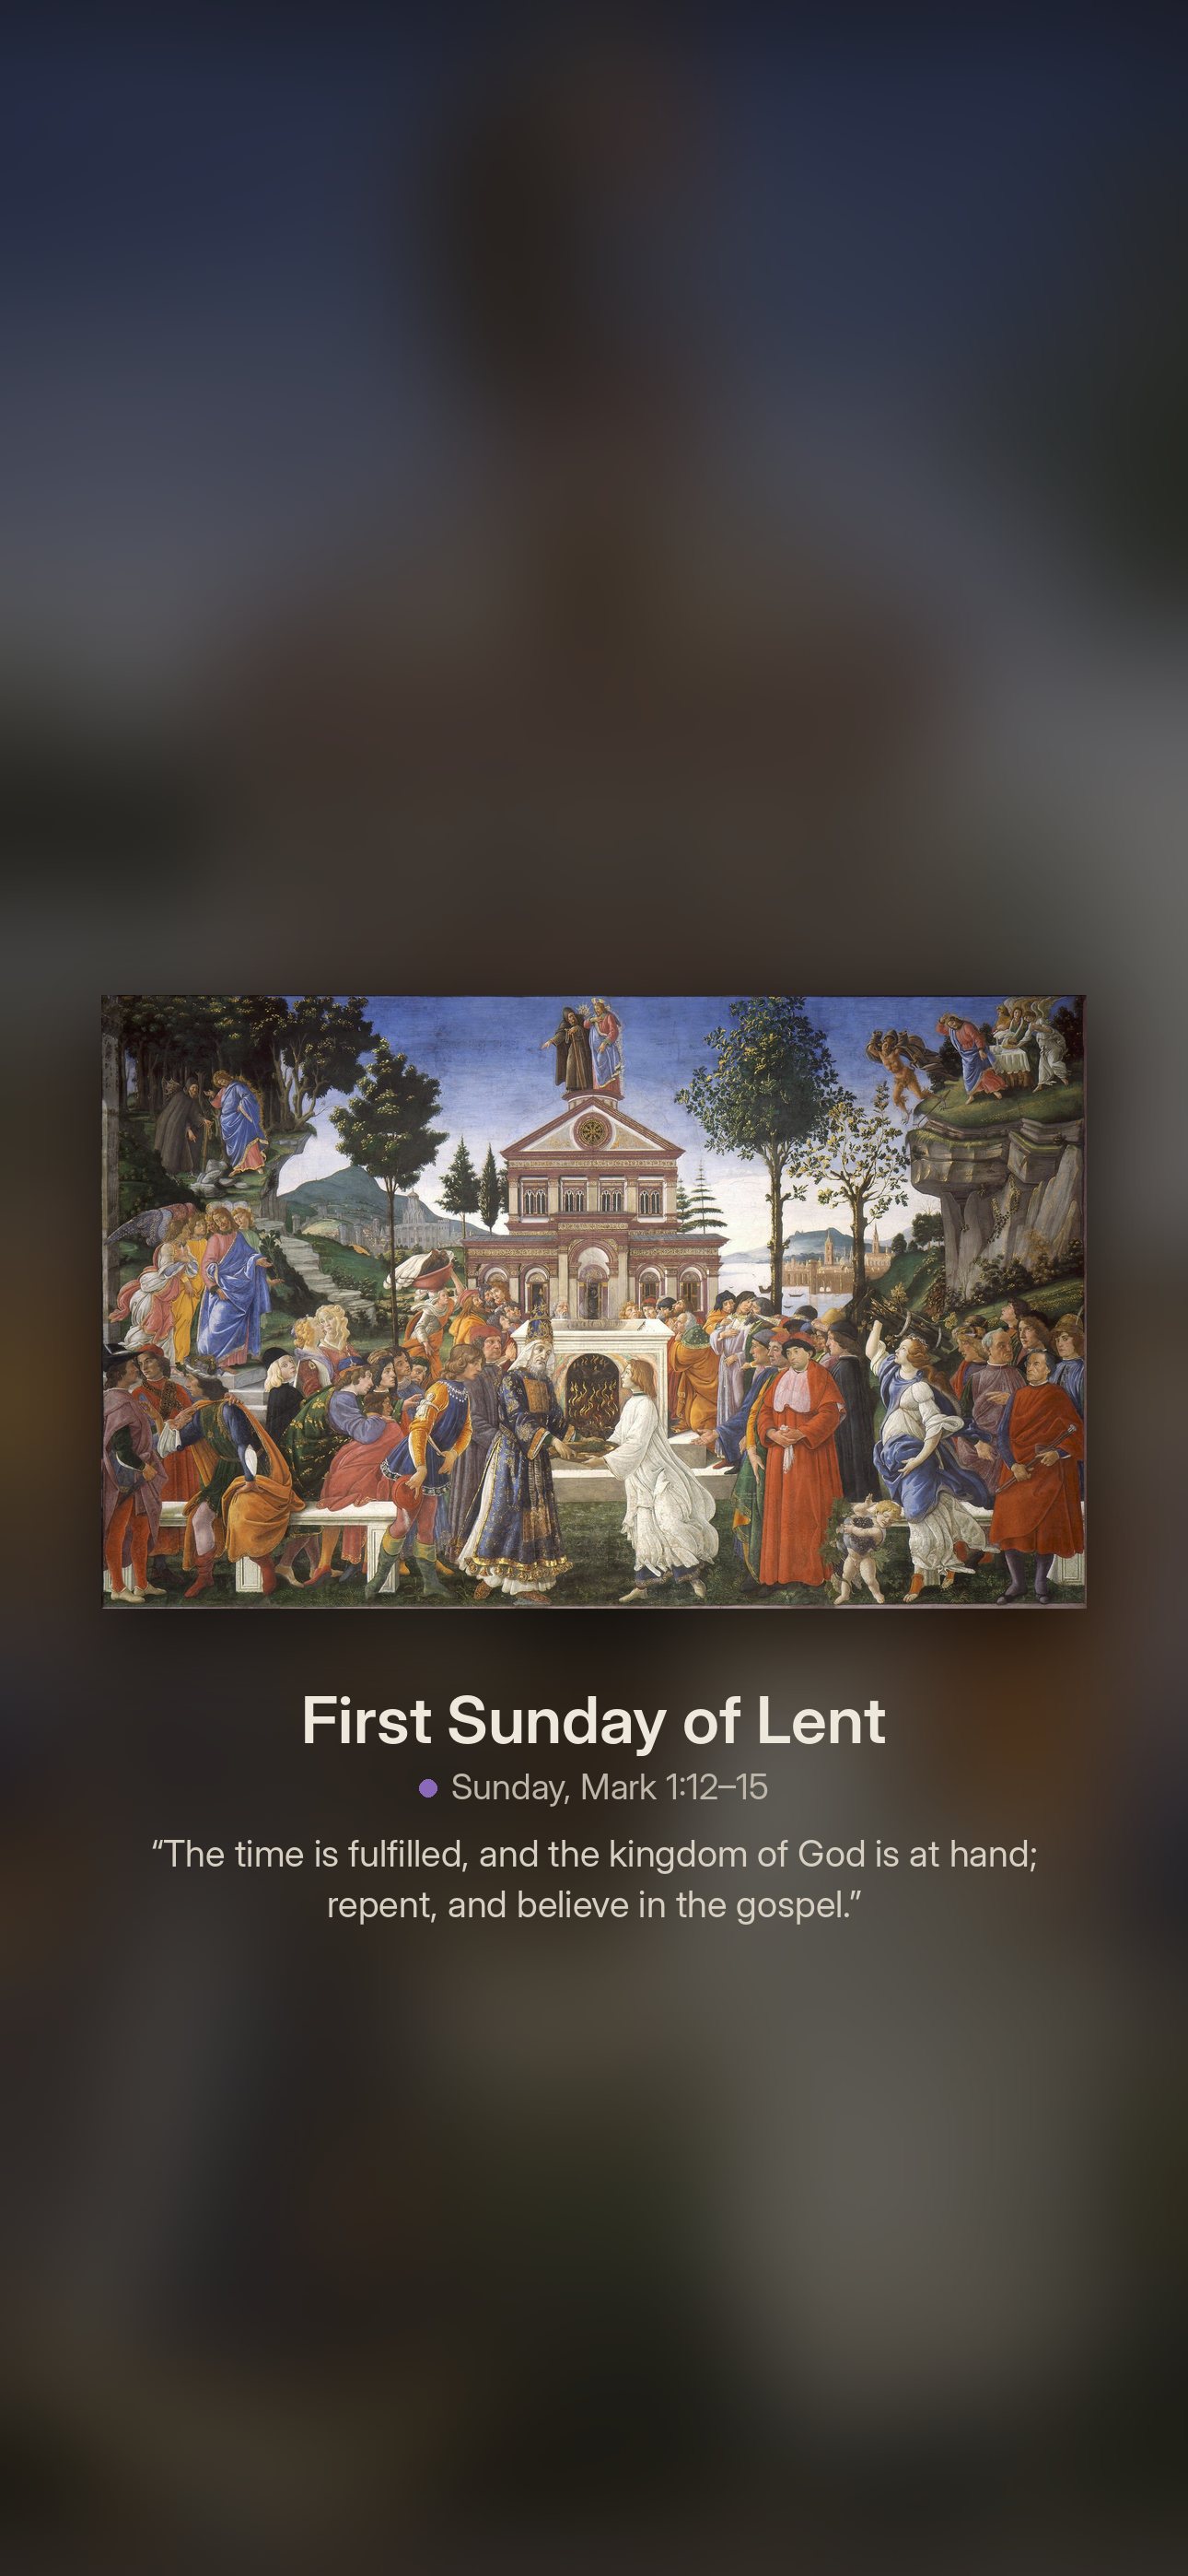 First Sunday of Lent
Sunday, Mark 1:12–15
“The time is fulfilled, and the kingdom of God is at hand;
repent, and believe in the gospel.”